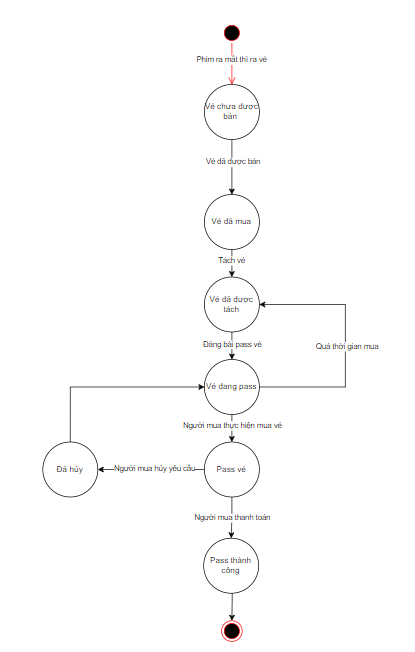 Phim ra mắt thì ra vé
Vé chưa được
bán
Vé đã được bán
Vé đã mua
Tách vé
Vé đã được
tách
Đăng bài pass vé
Quá thời gian mua
Vé đang pass
Người mua thực hiện mua vé
Đã hủy
Người mua hủy yêu cầu
Pass vé
Người mua thanh toán
Pass thành
công